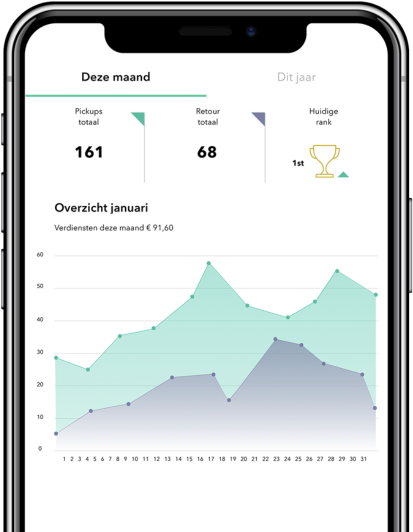 Deze maand
Dit jaar
Pickups
totaal
161
Retour
totaal
68
Huidige
rank
1st
Overzicht januari
Verdiensten deze maand € 91,60
60
50
40
30
20
10
0
1 2 3 4 5 6 7 8 9 10 11 12 13 14 15 16 17 18 19 20 21 22 23 24 25 26 27 28 29 30 31